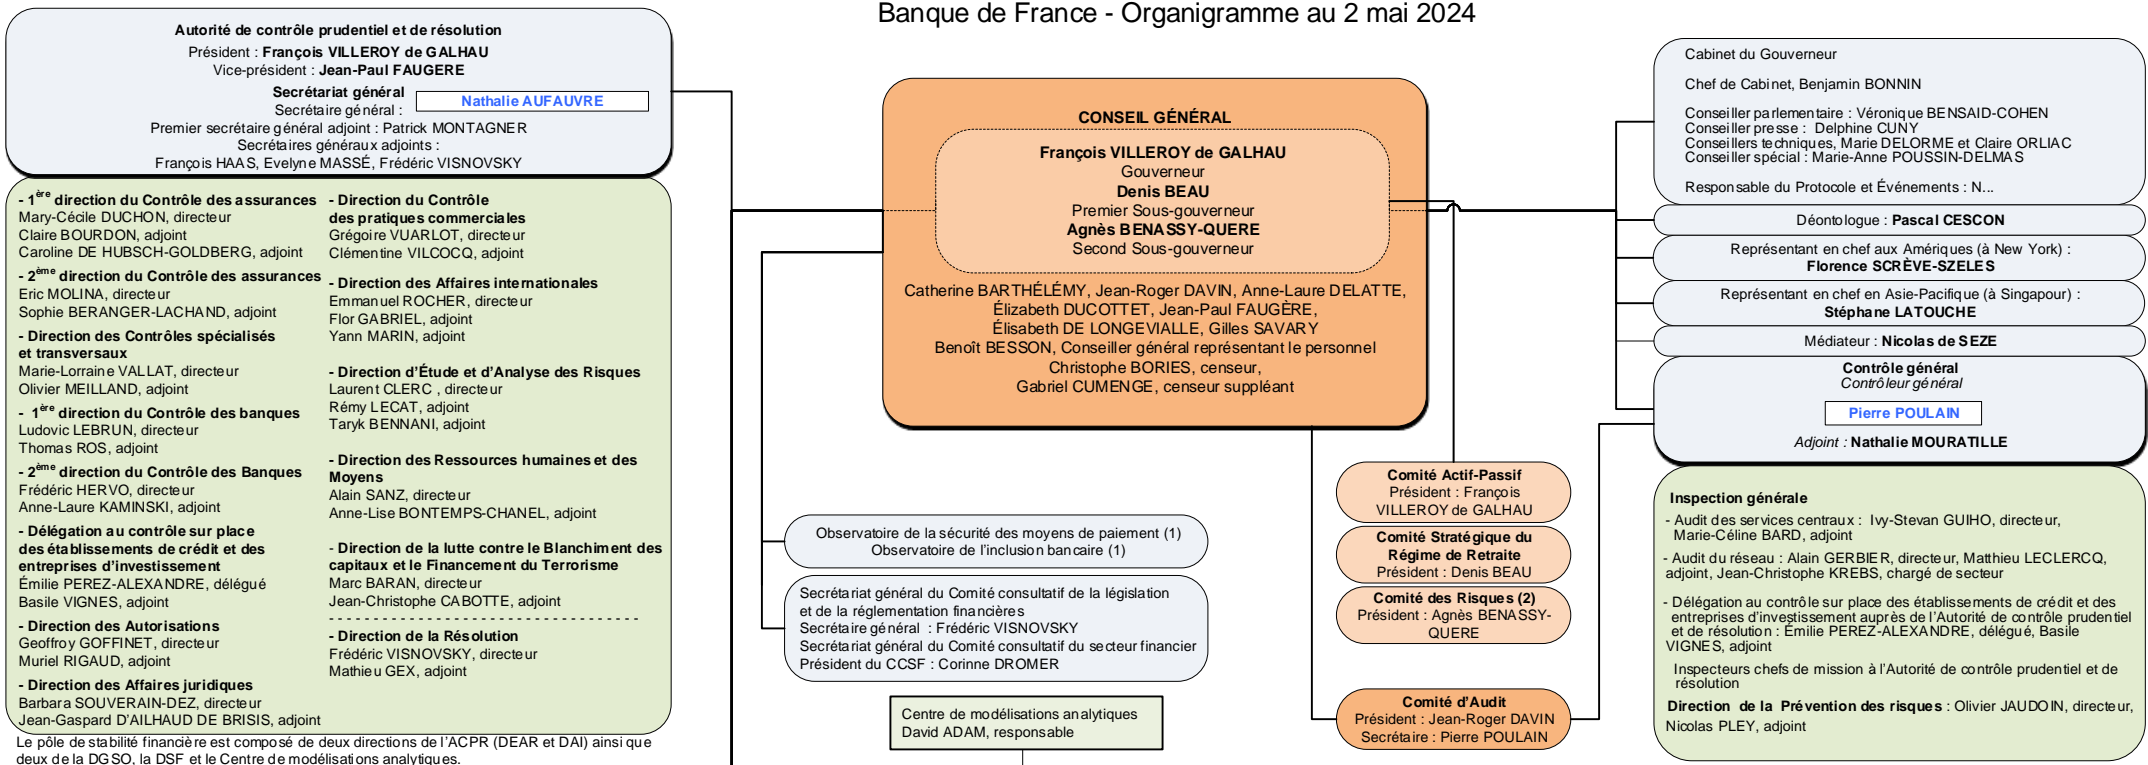 Banque de France - Organigramme au 2 mai 2024
Autorité de contrôle prudentiel et de résolution
Président : François VILLEROY de GALHAU
Vice-président : Jean-Paul FAUGERE
Secrétariat général
Secrétaire général :
Nathalie AUFAUVRE
Premier secrétaire général adjoint : Patrick MONTAGNER
Secrétaires généraux adjoints :
François HAAS, Evelyne MASSÉ, Frédéric VISNOVSKY
- 1ère direction du Contrôle des assurances
Mary-Cécile DUCHON, directeur
Claire BOURDON, adjoint
Caroline DE HUBSCH-GOLDBERG, adjoint
- 2ème direction du Contrôle des assurances
Eric MOLINA, directeur
Sophie BERANGER-LACHAND, adjoint
- Direction des Contrôles spécialisés
et transversaux
Marie-Lorraine VALLAT, directeur
Olivier MEILLAND, adjoint
- 1ère direction du Contrôle des banques
Ludovic LEBRUN, directeur
Thomas ROS, adjoint
- 2ème direction du Contrôle des Banques
Frédéric HERVO, directeur
Anne-Laure KAMINSKI, adjoint
- Délégation au contrôle sur place
des établissements de crédit et des
entreprises d'investissement
Émilie PEREZ-ALEXANDRE, délégué
Basile VIGNES, adjoint
- Direction des Autorisations
Geoffroy GOFFINET, directeur
Muriel RIGAUD, adjoint
- Direction des Affaires juridiques
Barbara SOUVERAIN-DEZ, directeur
Jean-Gaspard D'AILHAUD DE BRISIS, adjoint
- Direction du Contrôle
des pratiques commerciales
Grégoire VUARLOT, directeur
Clémentine VILCOCQ, adjoint
- Direction des Affaires internationales
Emmanuel ROCHER, directeur
Flor GABRIEL, adjoint
Yann MARIN, adjoint
- Direction d'Étude et d'Analyse des Risques
Laurent CLERC , directeur
Rémy LECAT, adjoint
Taryk BENNANI, adjoint
- Direction des Ressources humaines et des
Moyens
Alain SANZ, directeur
Anne-Lise BONTEMPS-CHANEL, adjoint
- Direction de la lutte contre le Blanchiment des
capitaux et le Financement du Terrorisme
Marc BARAN, directeur
Jean-Christophe CABOTTE, adjoint
- Direction de la Résolution
Frédéric VISNOVSKY, directeur
Mathieu GEX, adjoint
Le pôle de stabilité financière est composé de deux directions de l'ACPR (DEAR et DAI) ainsi que
deux de la DGSO, la DSF et le Centre de modélisations analytiques.
CONSEIL GÉNÉRAL
François VILLEROY de GALHAU
Gouverneur
Denis BEAU
Premier Sous-gouverneur
Agnès BENASSY-QUERE
Second Sous-gouverneur
Catherine BARTHÉLÉMY, Jean-Roger DAVIN, Anne-Laure DELATTE,
Élizabeth DUCOTTET, Jean-Paul FAUGÈRE,
Élisabeth DE LONGEVIALLE, Gilles SAVARY
Benoît BESSON, Conseiller général représentant le personnel
Christophe BORIES, censeur,
Gabriel CUMENGE, censeur suppléant
Observatoire de la sécurité des moyens de paiement (1)
Observatoire de l'inclusion bancaire (1)
Secrétariat général du Comité consultatif de la législation
et de la réglementation financières
Secrétaire général : Frédéric VISNOVSKY
Secrétariat général du Comité consultatif du secteur financier
Président du CCSF : Corinne DROMER
Centre de modélisations analytiques
David ADAM, responsable
Comité Actif-Passif
Président : François
VILLEROY de GALHAU
Comité Stratégique du
Régime de Retraite
Président : Denis BEAU
Comité des Risques (2)
Président : Agnès BENASSY-
QUERE
Comité d'Audit
Président : Jean-Roger DAVIN
Secrétaire : Pierre POULAIN
Cabinet du Gouverneur
Chef de Cabinet, Benjamin BONNIN
Conseiller parlementaire : Véronique BENSAID-COHEN
Conseiller presse : Delphine CUNY
Conseillers techniques, Marie DELORME et Claire ORLIAC
Conseiller spécial : Marie-Anne POUSSIN-DELMAS
Responsable du Protocole et Événements : N...
Déontologue : Pascal CESCON
Représentant en chef aux Amériques (à New York) :
Florence SCRÈVE-SZELES
Représentant en chef en Asie-Pacifique (à Singapour) :
Stéphane LATOUCHE
Médiateur : Nicolas de SEZE
Contrôle général
Contrôleur général
Pierre POULAIN
Adjoint : Nathalie MOURATILLE
Inspection générale
- Audit des services centraux : Ivy-Stevan GUIHO, directeur,
Marie-Céline BARD, adjoint
- Audit du réseau : Alain GERBIER, directeur, Matthieu LECLERCQ,
adjoint, Jean-Christophe KREBS, chargé de secteur
- Délégation au contrôle sur place des établissements de crédit et des
entreprises d'investissement auprès de l'Autorité de contrôle prudentiel
et de résolution : Émilie PEREZ-ALEXANDRE, délégué, Basile
VIGNES, adjoint
Inspecteurs chefs de mission à l'Autorité de contrôle prudentiel et de
résolution
Direction de la Prévention des risques : Olivier JAUDOIN, directeur,
Nicolas PLEY, adjoint